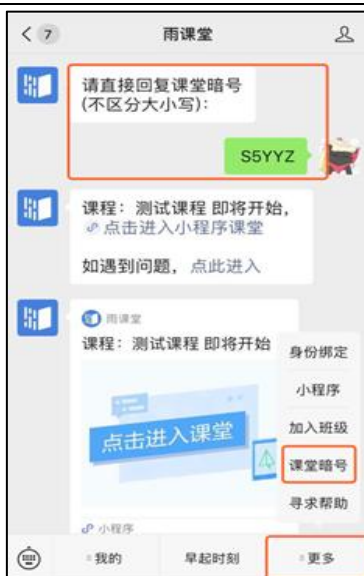 7
雨课堂
请直接回复课堂暗号
(不区分大小写):
S5YYZ
课程：测试课程 即将开始，
点击进入小程序课堂
如遇到问题，点此进入
雨课堂
课程：测试课程 即将开始
点击进入课堂
小程序
身份绑定
小程序
加入班级
课堂暗号
寻求帮助
我的
早起时刻
更多